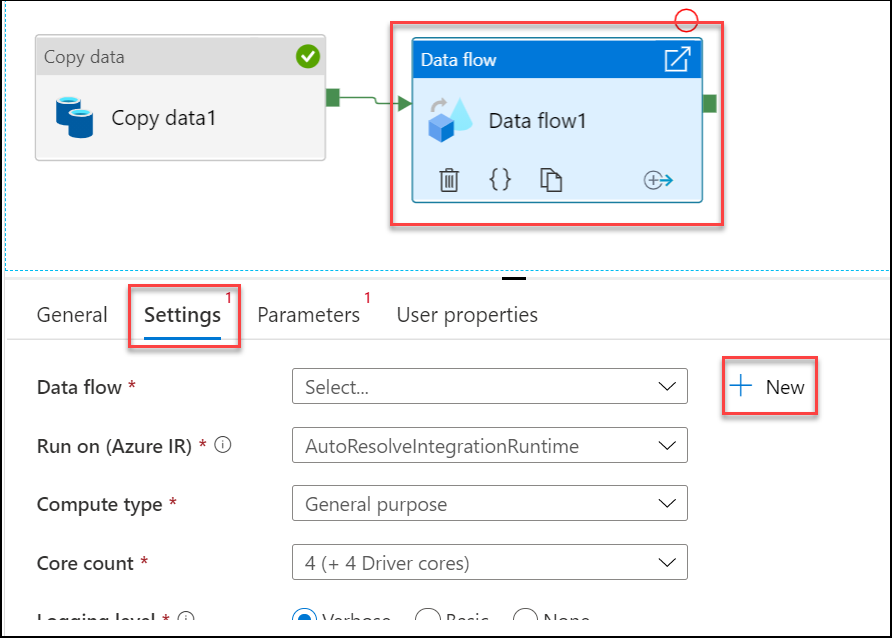 Copy data
Data flow
Copy data1
Data flow1
{}
General
Settings 1
Parameters 1
User properties
Data flow *
Select...
New
Run on (Azure IR) *
AutoResolveIntegrationRuntime
Compute type *
General purpose
Core count *
4 (+ 4 Driver cores)
Logging level *
Verbose
Basic
None